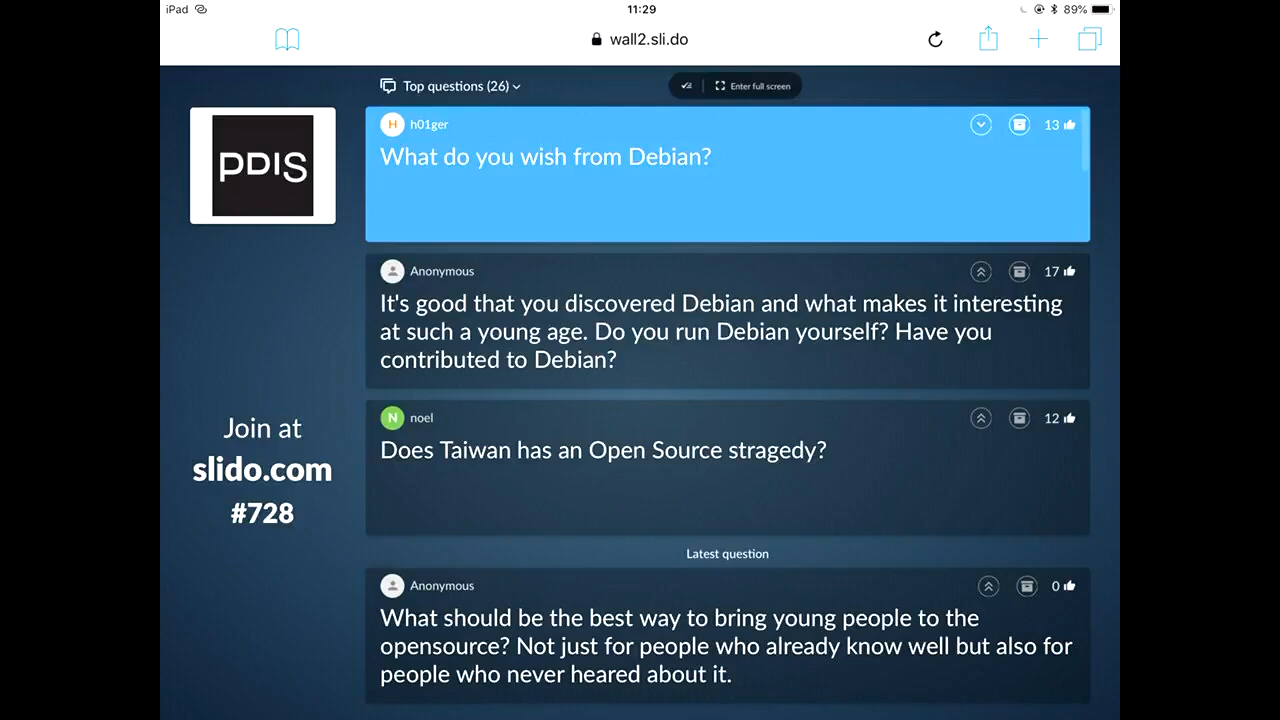 iPad
11:29
89%
wall2.sli.do
Top questions (26)
Enter full screen
PDIS
H
h01ger
13
What do you wish from Debian?
Anonymous
17
It's good that you discovered Debian and what makes it interesting
at such a young age. Do you run Debian yourself? Have you
contributed to Debian?
N
noel
12
Does Taiwan has an Open Source stragedy?
Join at
slido.com
#728
Latest question
Anonymous
0
What should be the best way to bring young people to the
opensource? Not just for people who already know well but also for
people who never heared about it.